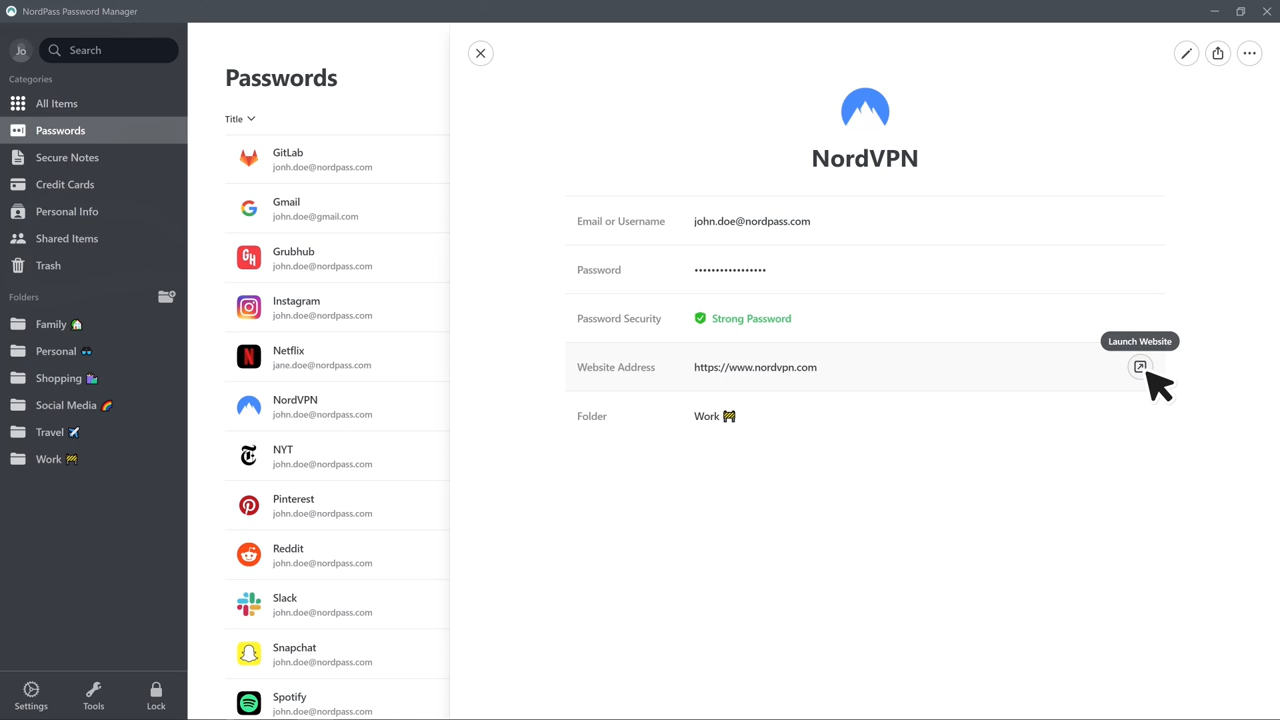 NordPass Password Manager
Jo
Search
Categories
All Items
Passwords
Secure Notes
Credit Cards
Personal Info
Shared Items
Trash
Folders
Family
Personal
Shopping
Social Media
Travel
Work
Settings
Tools
Lock
Passwords
Title
GitLab
jonh.doe@nordpass.com
Gmail
john.doe@gmail.com
GH
Grubhub
john.doe@nordpass.com
Instagram
john.doe@nordpass.com
N
Netflix
jane.doe@nordpass.com
NordVPN
john.doe@nordpass.com
NYT
john.doe@nordpass.com
Pinterest
john.doe@nordpass.com
Reddit
john.doe@nordpass.com
Slack
john.doe@nordpass.com
Snapchat
john.doe@nordpass.com
Spotify
john.doe@nordpass.com
NordVPN
Email or Username john.doe@nordpass.com
Password •••••••••••••••••
Password Security Strong Password
Launch Website
Website Address https://www.nordvpn.com
Folder Work